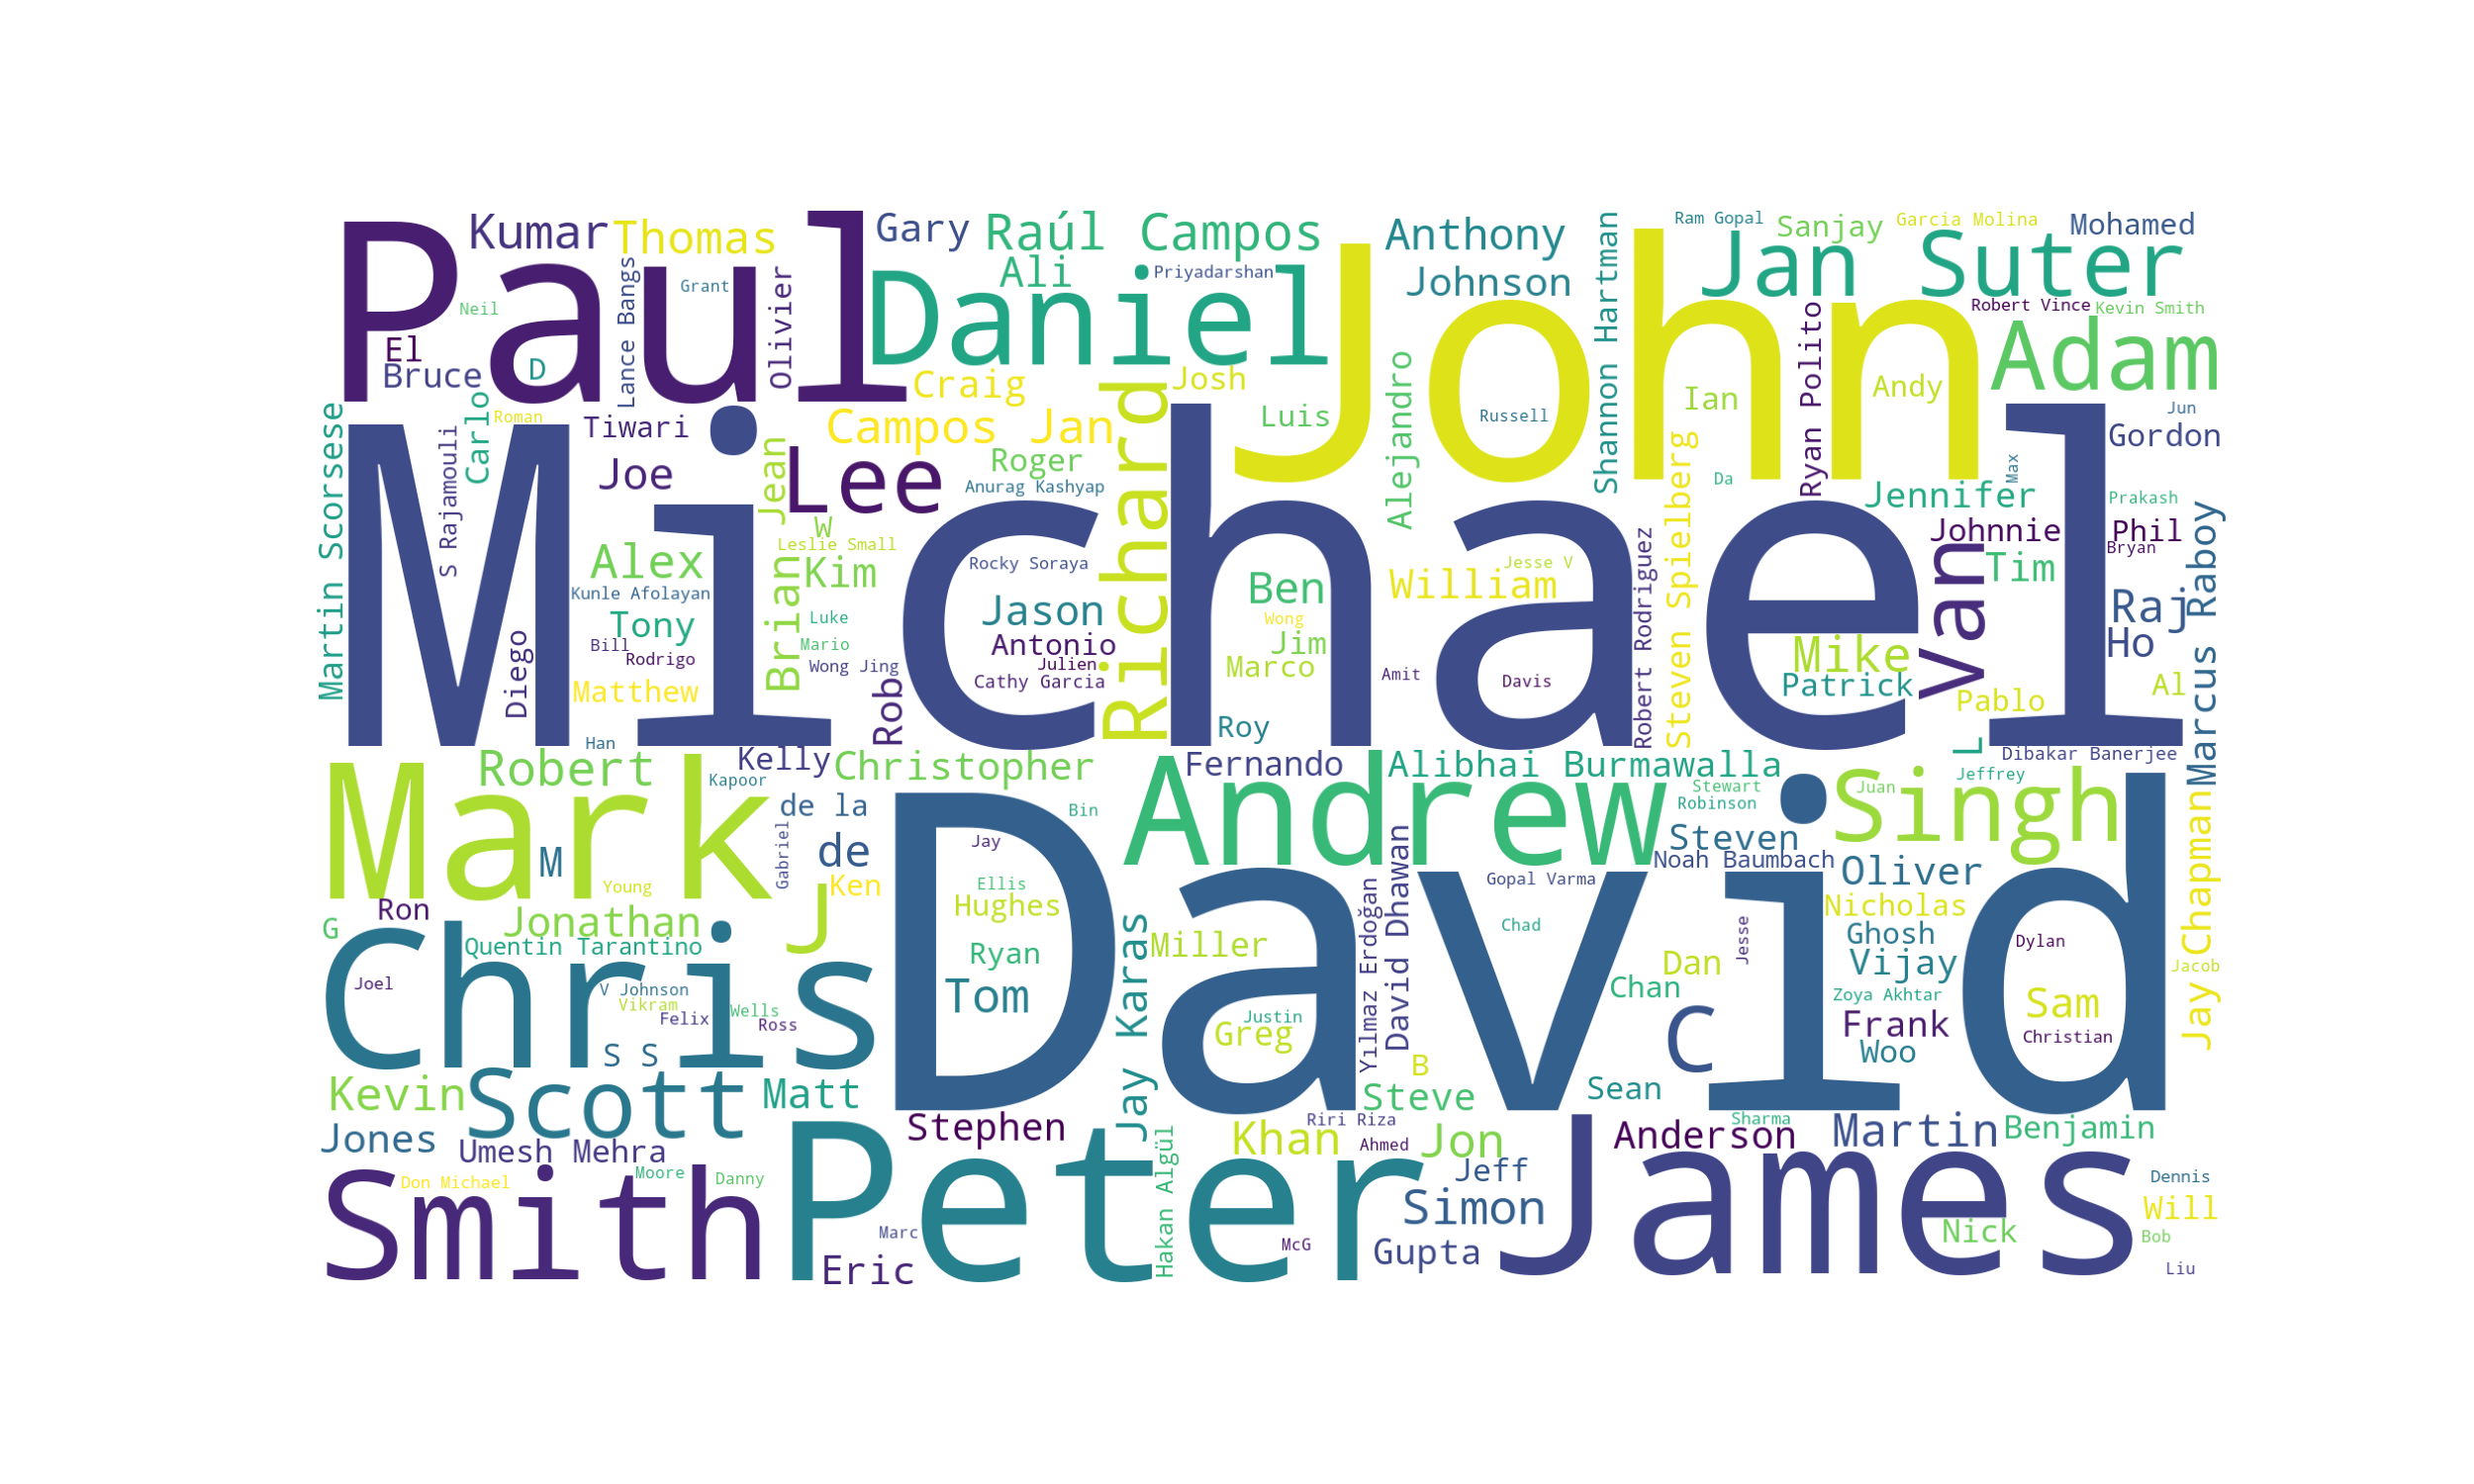 Paul
Kumar
Thomas
Gary
Raúl Campos
Anthony
Ram Gopal
Sanjay
Garcia Molina
Mohamed
Neil
Grant
Lance Bangs
Olivier
Ali
Priyadarshan
Daniel
Johnson
Shannon Hartman
John
Jan Suter
Robert Vince
Kevin Smith
El
Bruce
D
Craig
Josh
Adam
Roman
Carlo
Tiwari
Campos Jan
Richard
Luis
Alejandro
Russell
Ian
Ryan Polito
Andy
Jun
Gordon
Martin Scorsese
S Rajamouli
Joe
Jean
Lee
Roger
Anurag Kashyap
Steven Spielberg
Da
Max
Jennifer
Prakash
Michael
W
Leslie Small
Johnnie
Phil
Bryan
Alex
Kim
Rocky Soraya
Ben
Jesse V
William
Robert Rodriguez
Van
Tim
Marcus Raboy
Kunle Afolayan
Brian
Jason
Wong
Raj
Tony
Luke
Bill
Mario
Antonio
Jim
Mike
Ho
Rodrigo
Wong Jing
Julien
Marco
Diego
Matthew
Rob
Cathy Garcia
Amit
Davis
Patrick
Pablo
Al
Roy
Han
Robert
Kelly
Christopher
Fernando
Alibhai Burmawalla
L
Dibakar Banerjee
Kapoor
Jeffrey
Mark
de la
Bin
Andrew
Stewart
Robinson
Juan
Singh
M
Gabriel
de
Jay
Steven
Noah Baumbach
Young
Ken
Ellis
Gopal Varma
Oliver
Jay Chapman
G
Ron
Jonathan
J
Hughes
David Dhawan
Nicholas
Quentin Tarantino
Ryan
Jay Karas
Miller
Yılmaz Erdoğan
Chad
Jesse
Ghosh
Dylan
Chris
Joel
V Johnson
Vikram
Wells
Felix
Ross
Tom
David
Dan
Chan
Vijay
Jacob
Zoya Akhtar
Sam
Justin
Greg
C
Frank
Christian
S S
B
Woo
Kevin
Scott
Matt
Steve
Sean
Jones
Umesh Mehra
Stephen
Riri Riza
Khan
Ahmed
Jon
Anderson
Sharma
Martin
Benjamin
Smith
Don Michael
Moore
Danny
Peter
Hakan Algül
Jeff
James
Dennis
Marc
McG
Simon
Nick
Will
Eric
Gupta
Bob
Liu